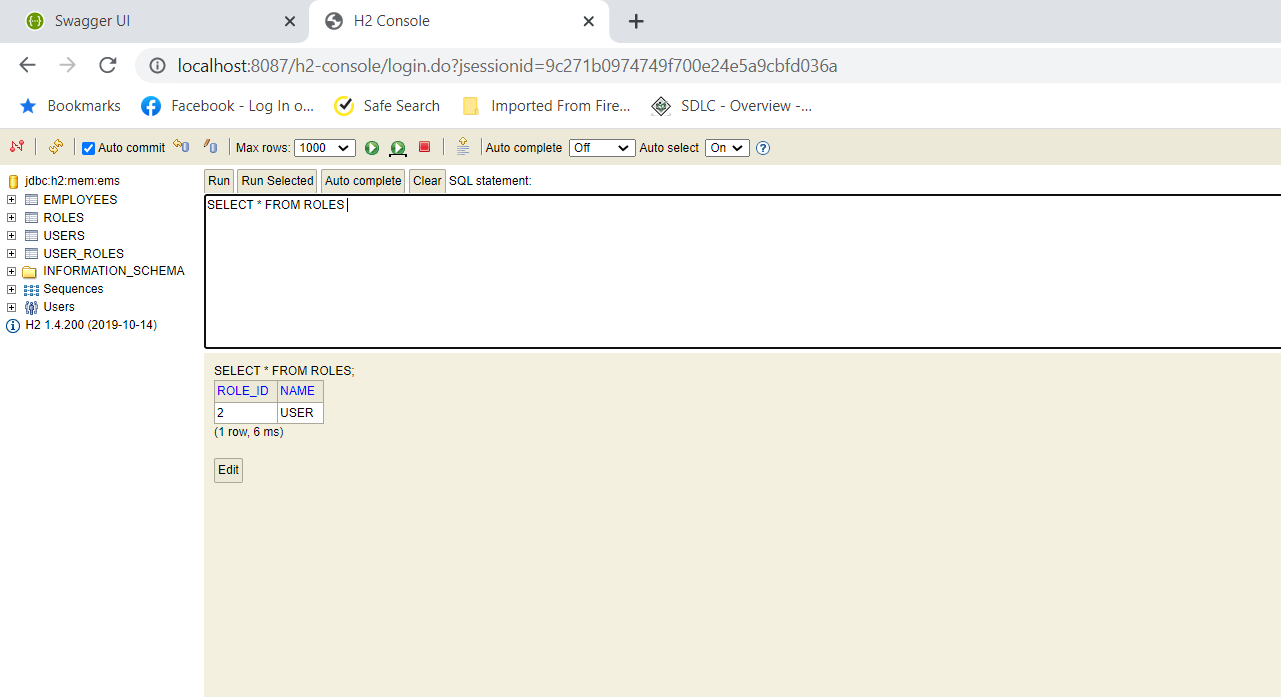 Swagger UI
H2 Console
localhost:8087/h2-console/login.do?jsessionid=9c271b0974749f700e24e5a9cbfd036a
Bookmarks
Facebook - Log In o...
Safe Search
Imported From Fire...
SDLC - Overview -...
Auto commit
Max rows: 1000
Auto complete Off
Auto select On
?
jdbc:h2:mem:ems
EMPLOYEES
ROLES
USERS
USER_ROLES
INFORMATION_SCHEMA
Sequences
Users
H2 1.4.200 (2019-10-14)
Run Run Selected Auto complete Clear SQL statement:
SELECT * FROM ROLES
SELECT * FROM ROLES;
ROLE_ID NAME
2 USER
(1 row, 6 ms)
Edit